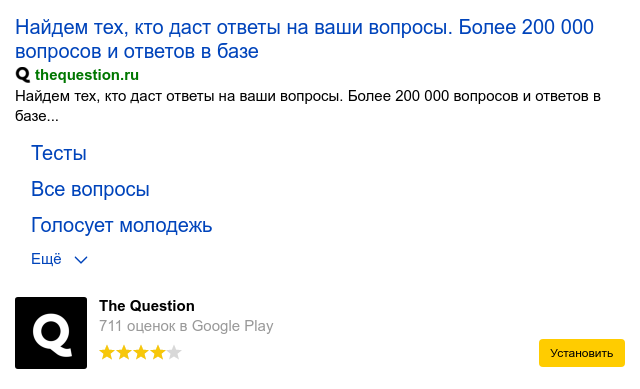 Найдем тех, кто даст ответы на ваши вопросы. Более 200 000
вопросов и ответов в базе
thequestion.ru
Найдем тех, кто даст ответы на ваши вопросы. Более 200 000 вопросов и ответов в
базе...
Тесты
Все вопросы
Голосует молодежь
Ещё
The Question
711 оценок в Google Play
Установить